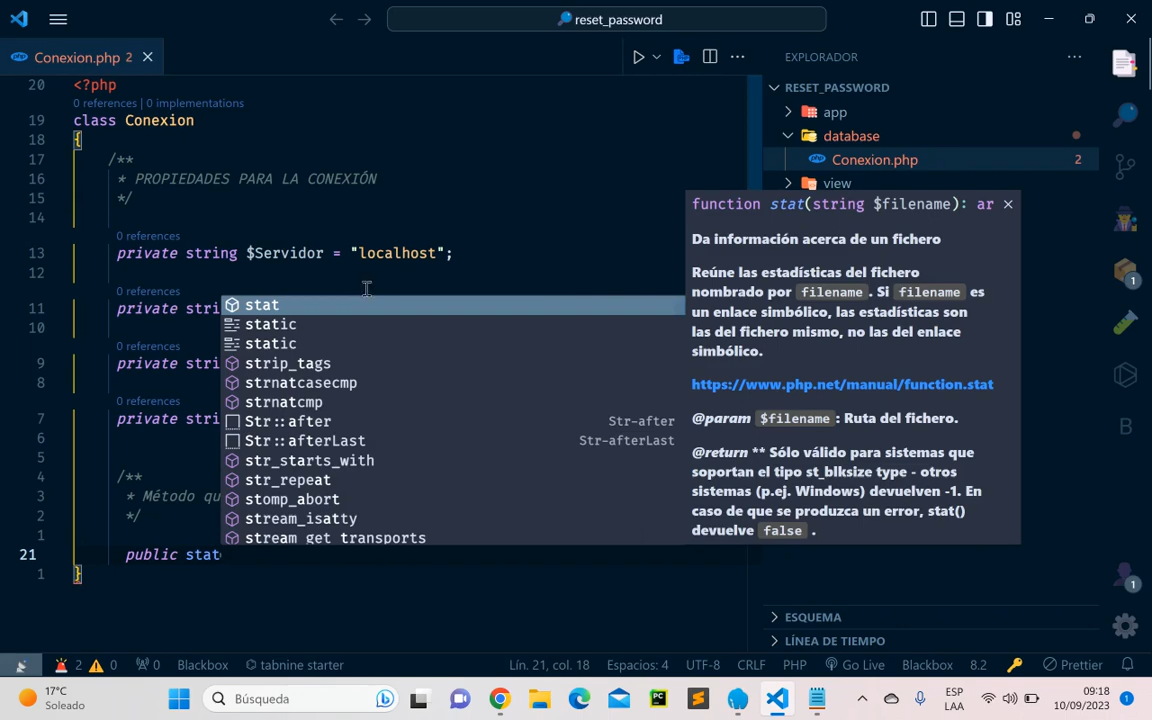 reset_password
Conexion.php 2
EXPLORADOR
20 <?php
RESET_PASSWORD
0 references | 0 implementations
app
19 class Conexion
database
18 {
Conexion.php 2
17 /**
view
16 * PROPIEDADES PARA LA CONEXIÓN
15 */
14
0 references
13 private string $Servidor = "localhost";
12
0 references
11 private stri
10
0 references
9 private stri
8
0 references
7 private stri
6
5
4 /**
3 * Método qu
2 */
1
21 public stat
1 }
stat
static
static
strip_tags
strnatcasecmp
strnatcmp
Str::after Str-after
Str::afterLast Str-afterLast
str_starts_with
str_repeat
stomp_abort
stream_isatty
stream_get_transports
function stat(string $filename): ar
Da información acerca de un fichero
Reúne las estadísticas del fichero
nombrado por filename. Si filename es
un enlace simbólico, las estadísticas son
las del fichero mismo, no las del enlace
simbólico.
https://www.php.net/manual/function.stat
@param $filename: Ruta del fichero.
@return ** Sólo válido para sistemas que
soportan el tipo st_blksize type - otros
sistemas (p.ej. Windows) devuelven -1. En
caso de que se produzca un error, stat()
devuelve false .
1
B
1
ESQUEMA
LÍNEA DE TIEMPO
2 0 0 Blackbox tabnine starter Lín. 21, col. 18 Espacios: 4 UTF-8 CRLF PHP Go Live Blackbox 8.2 Prettier
17°C
Soleado
Búsqueda
PC
ESP
LAA
09:18
10/09/2023
1